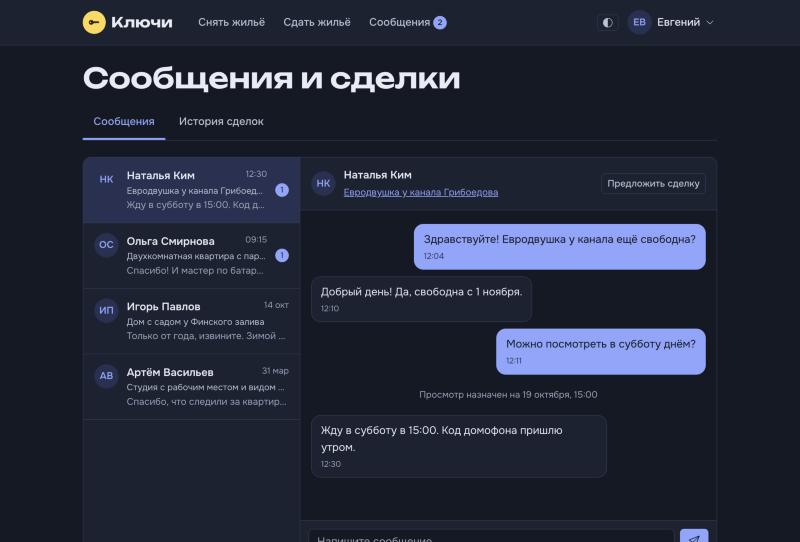 Ключи
Снять жильё
Сдать жильё
Сообщения 2
ЕВ Евгений
Сообщения и сделки
Сообщения
История сделок
НК
Наталья Ким 12:30
Евродвушка у канала Грибоед... 1
Жду в субботу в 15:00. Код д...
ОС
Ольга Смирнова 09:15
Двухкомнатная квартира с пар... 1
Спасибо! И мастер по батар...
ИП
Игорь Павлов 14 окт
Дом с садом у Финского залива
Только от года, извините. Зимой ...
АВ
Артём Васильев 31 мар
Студия с рабочим местом и видом ...
Спасибо, что следили за квартир...
НК
Наталья Ким
Евродвушка у канала Грибоедова
Предложить сделку
Здравствуйте! Евродвушка у канала ещё свободна?
12:04
Добрый день! Да, свободна с 1 ноября.
12:10
Можно посмотреть в субботу днём?
12:11
Просмотр назначен на 19 октября, 15:00
Жду в субботу в 15:00. Код домофона пришлю
утром.
12:30
Напишите сообщение